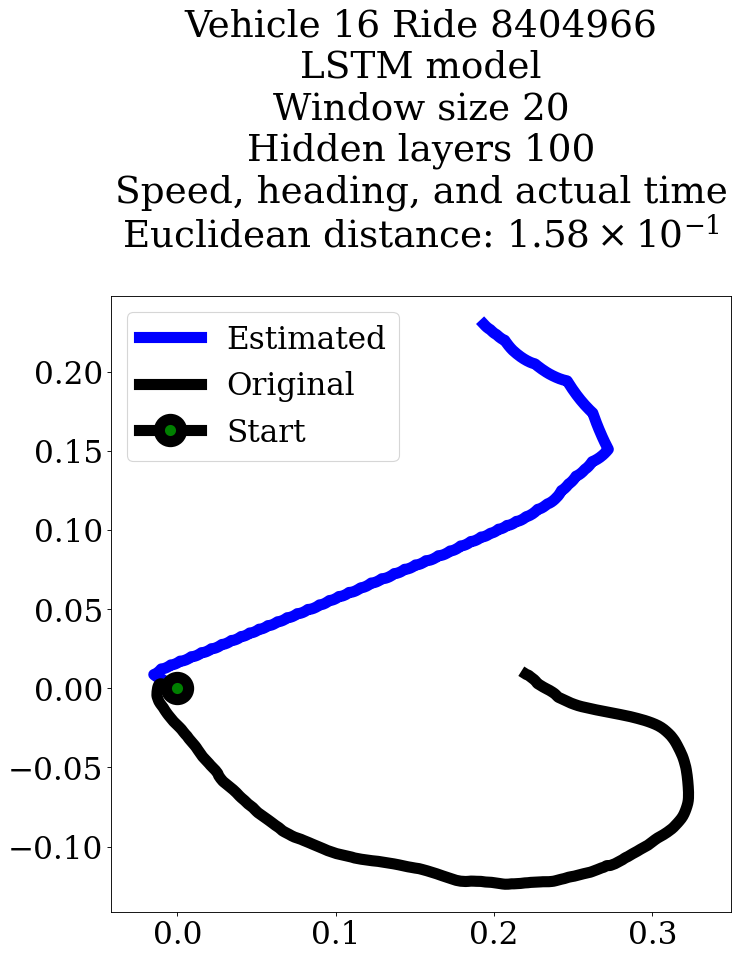 Vehicle 16 Ride 8404966
LSTM model
Window size 20
Hidden layers 100
Speed, heading, and actual time
Euclidean distance: 1.58 × 10⁻¹
Estimated
Original
Start
0.20
0.15
0.10
0.05
0.00
−0.05
−0.10
0.0 0.1 0.2 0.3